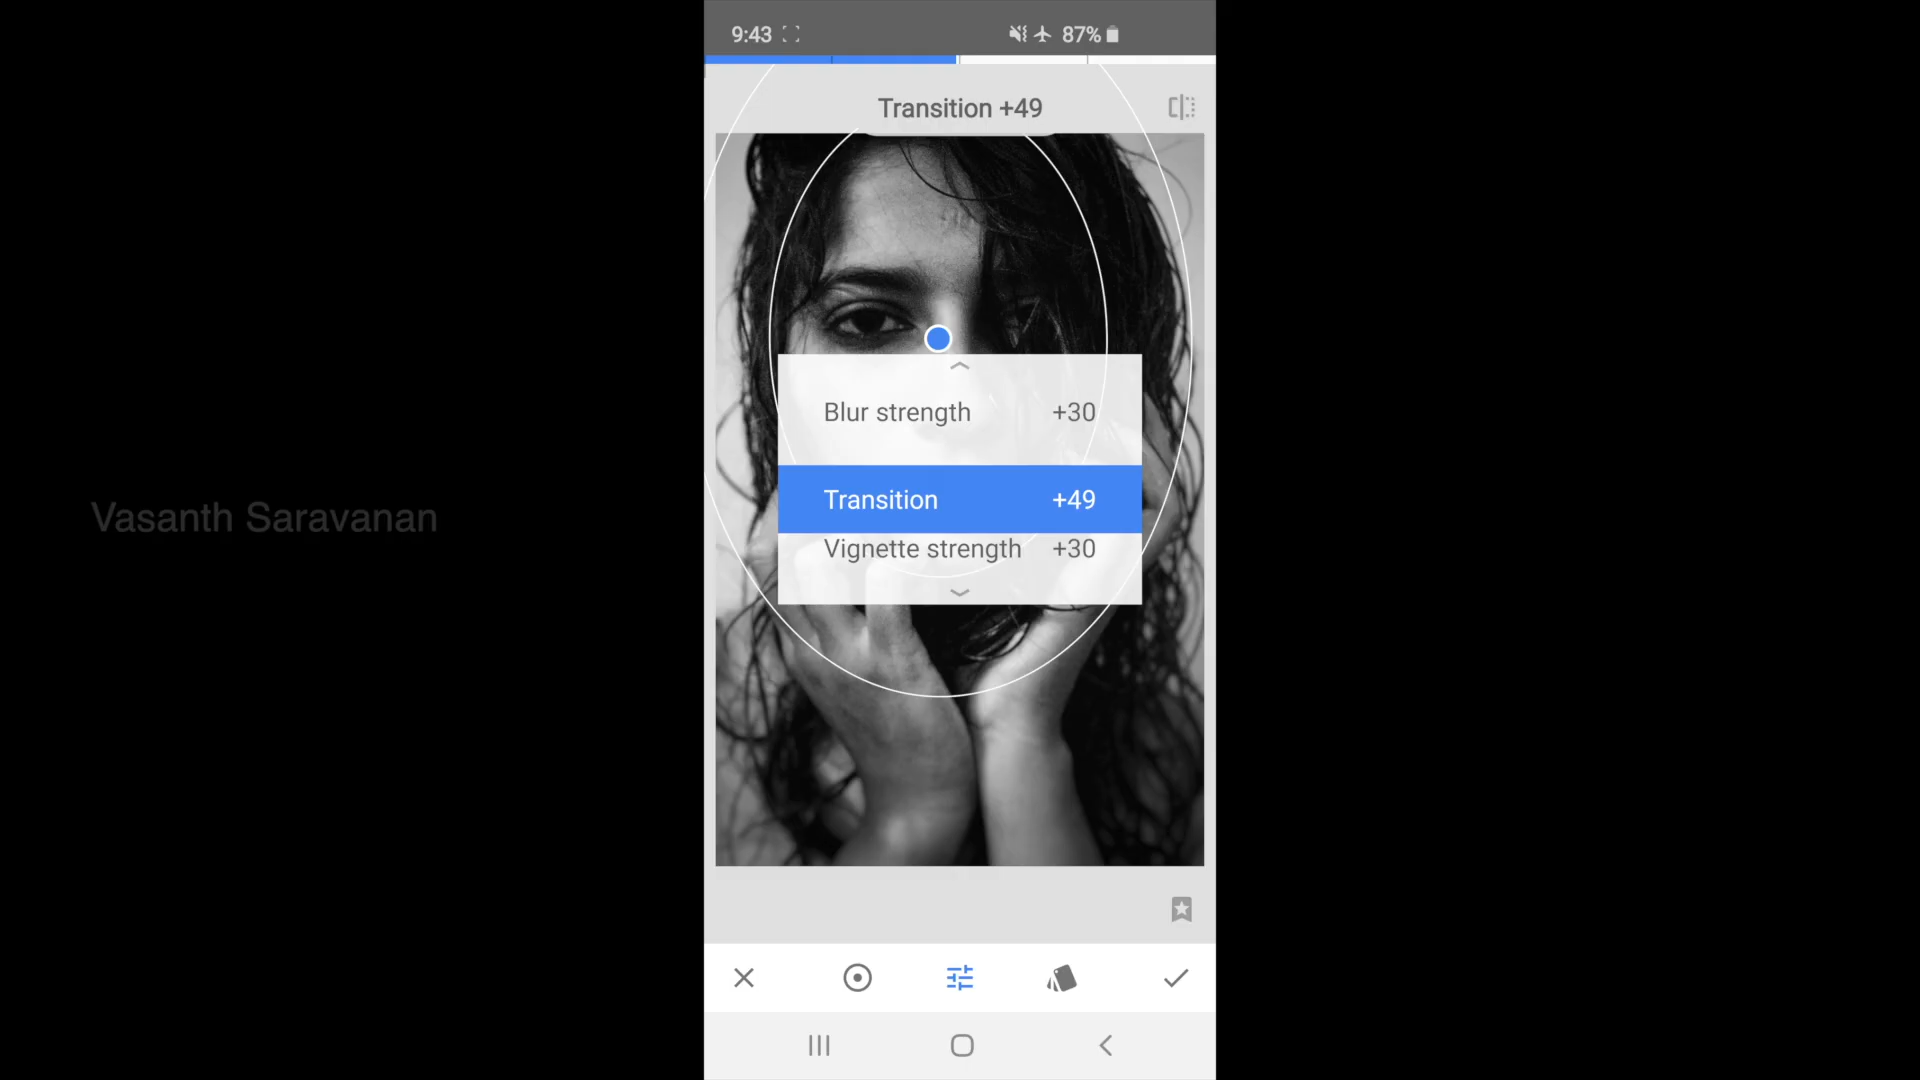 9:43
87%
Transition +49
Blur strength +30
Transition +49
Vignette strength +30
Vasanth Saravanan